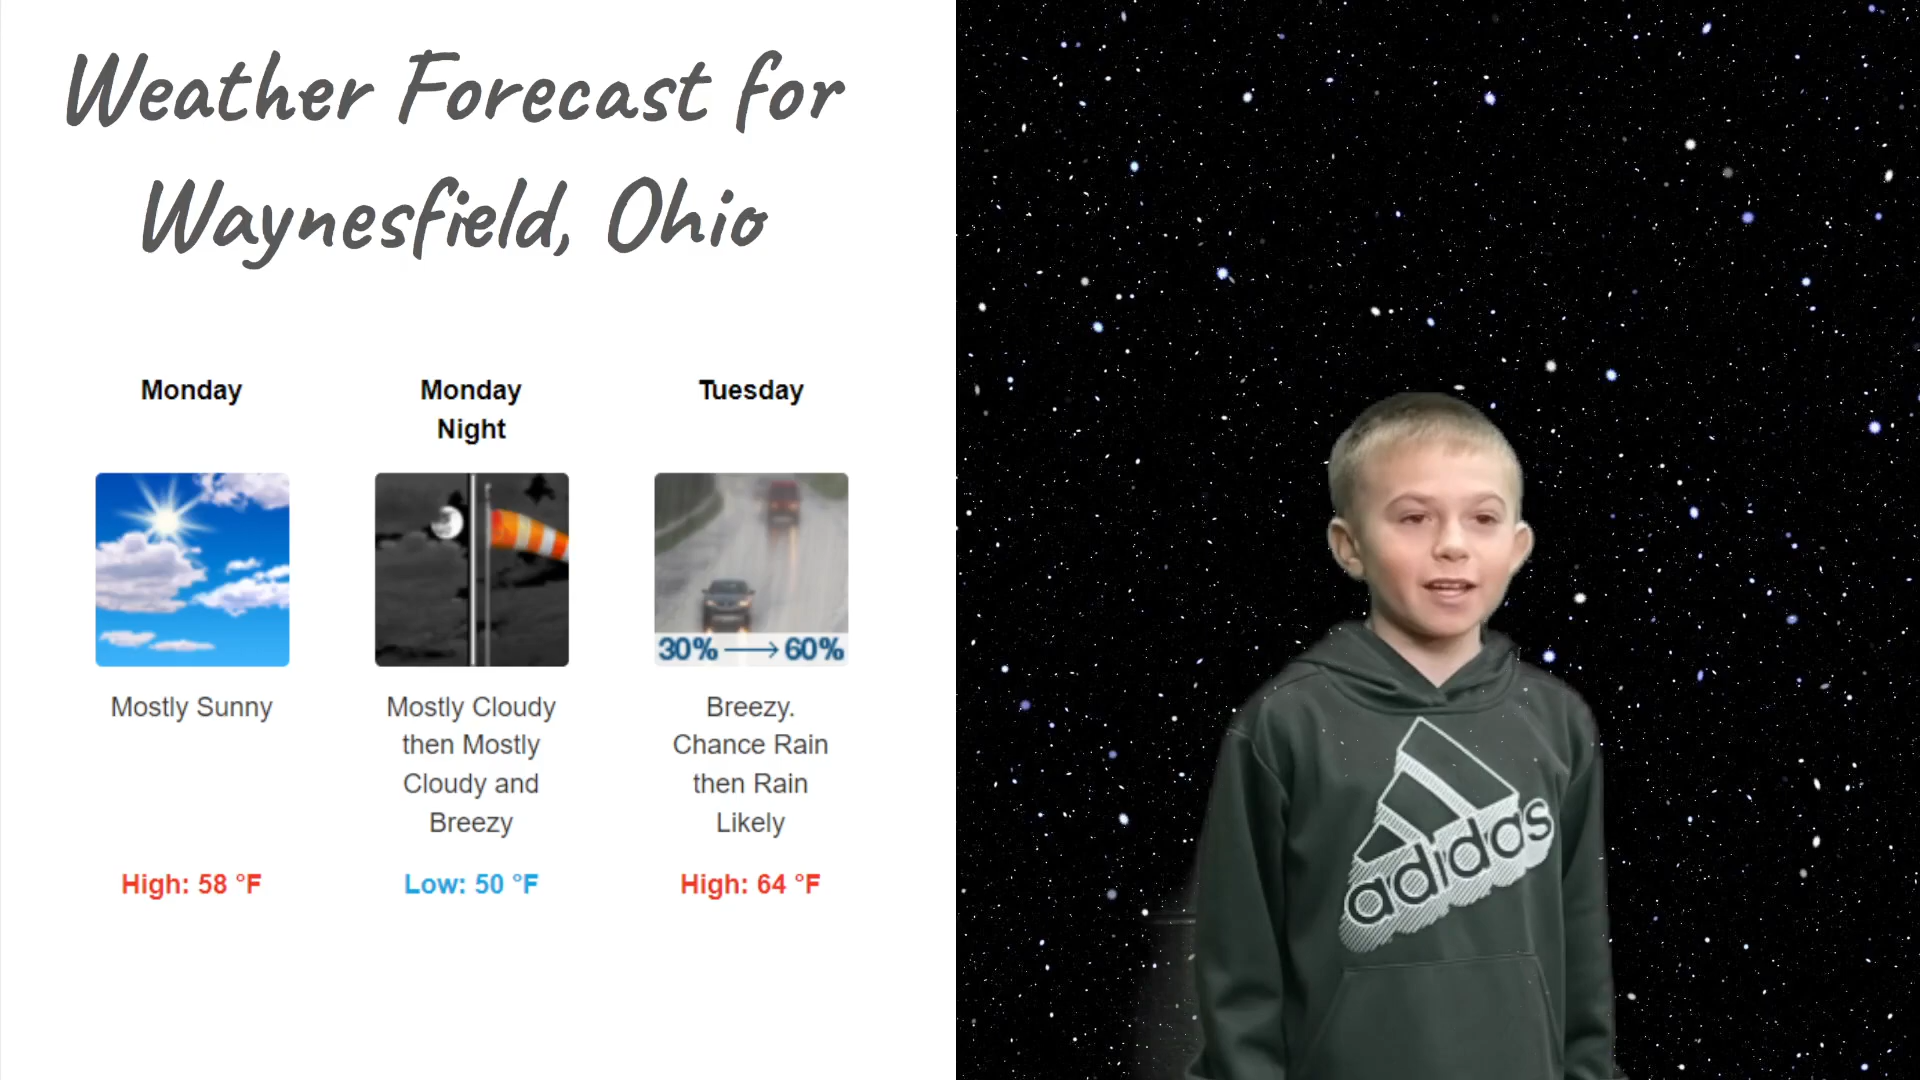 Weather Forecast for
Waynesfield, Ohio
Monday
Monday
Night
Tuesday
30% → 60%
Mostly Sunny
Mostly Cloudy
then Mostly
Cloudy and
Breezy
Breezy.
Chance Rain
then Rain
Likely
High: 58 °F
Low: 50 °F
High: 64 °F
adidas